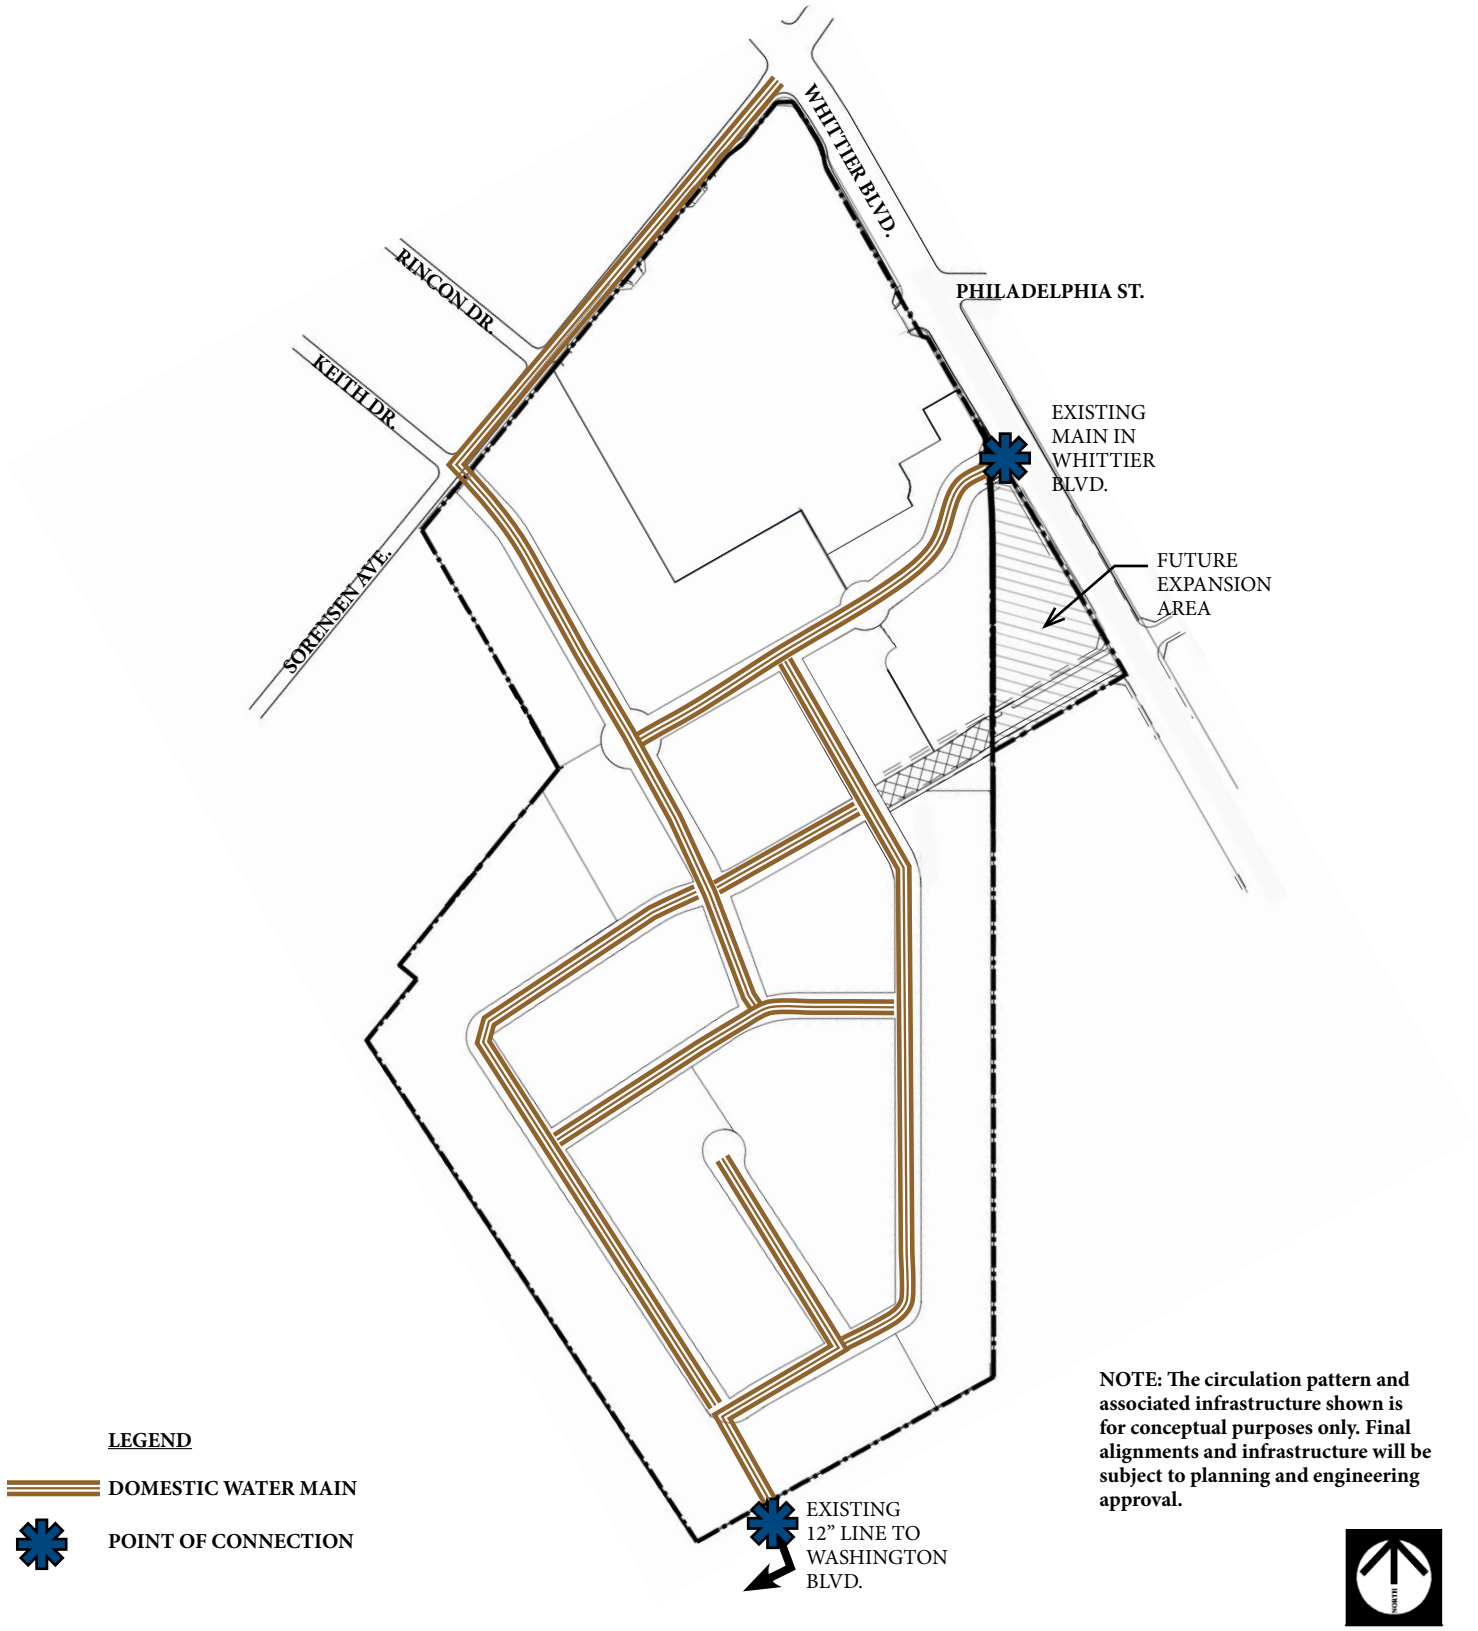 WHITTIER BLVD.
RINCON DR.
PHILADELPHIA ST.
KEITH DR.
EXISTING
MAIN IN
WHITTIER
BLVD.
SORENSEN AVE.
FUTURE
EXPANSION
AREA
NOTE: The circulation pattern and
associated infrastructure shown is
for conceptual purposes only. Final
alignments and infrastructure will be
subject to planning and engineering
approval.
LEGEND
DOMESTIC WATER MAIN
POINT OF CONNECTION
EXISTING
12” LINE TO
WASHINGTON
BLVD.
NORTH